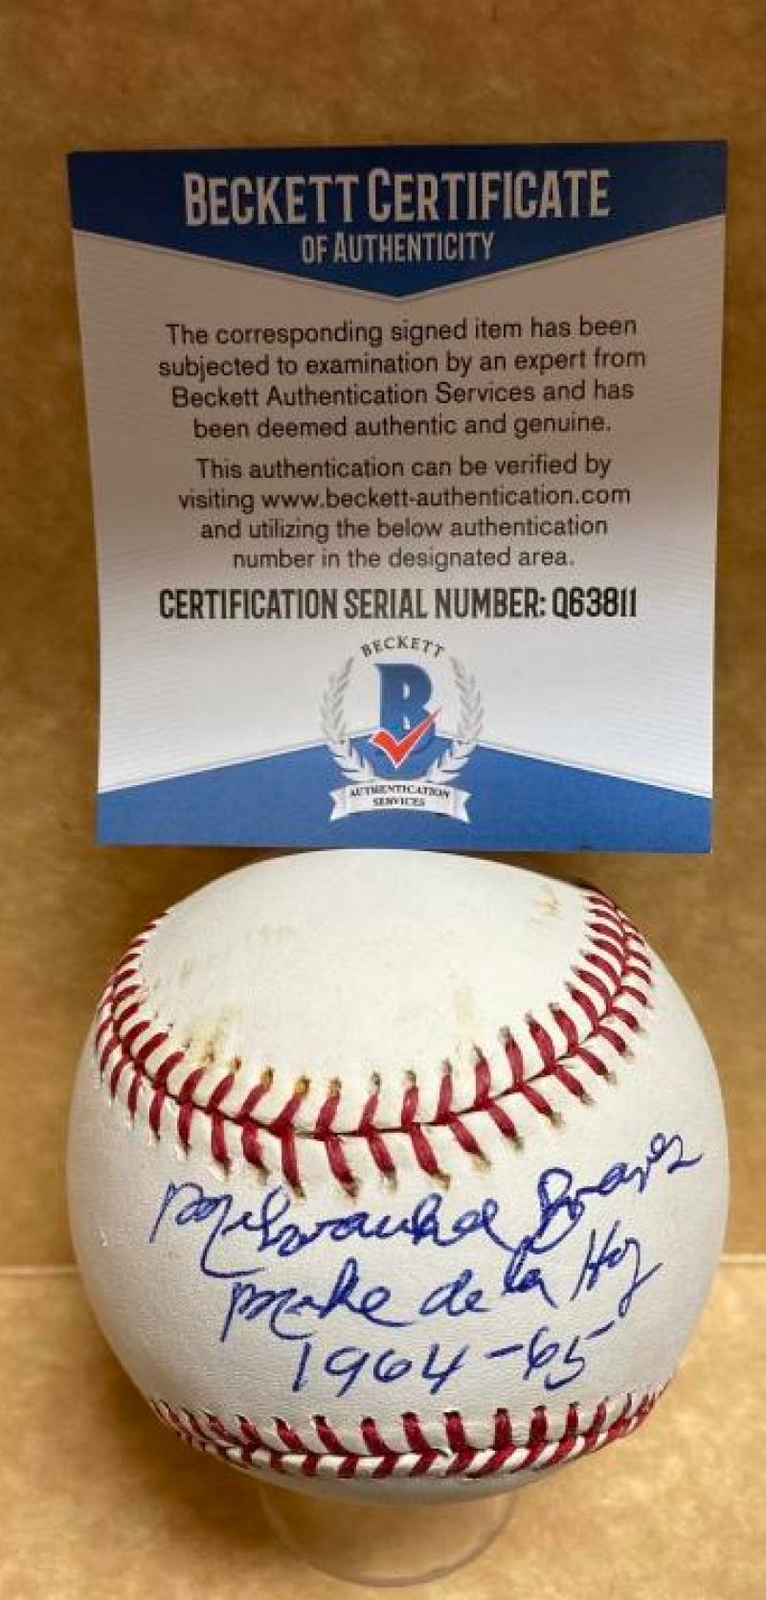 BECKETT CERTIFICATE
OF AUTHENTICITY
The corresponding signed item has been
subjected to examination by an expert from
Beckett Authentication Services and has
been deemed authentic and genuine.
This authentication can be verified by
visiting www.beckett-authentication.com
and utilizing the below authentication
number in the designated area.
CERTIFICATION SERIAL NUMBER: Q63811
BECKETT
B
AUTHENTICATION
SERVICES
Milwaukee Braves
Mike de la Hoz
1964-65